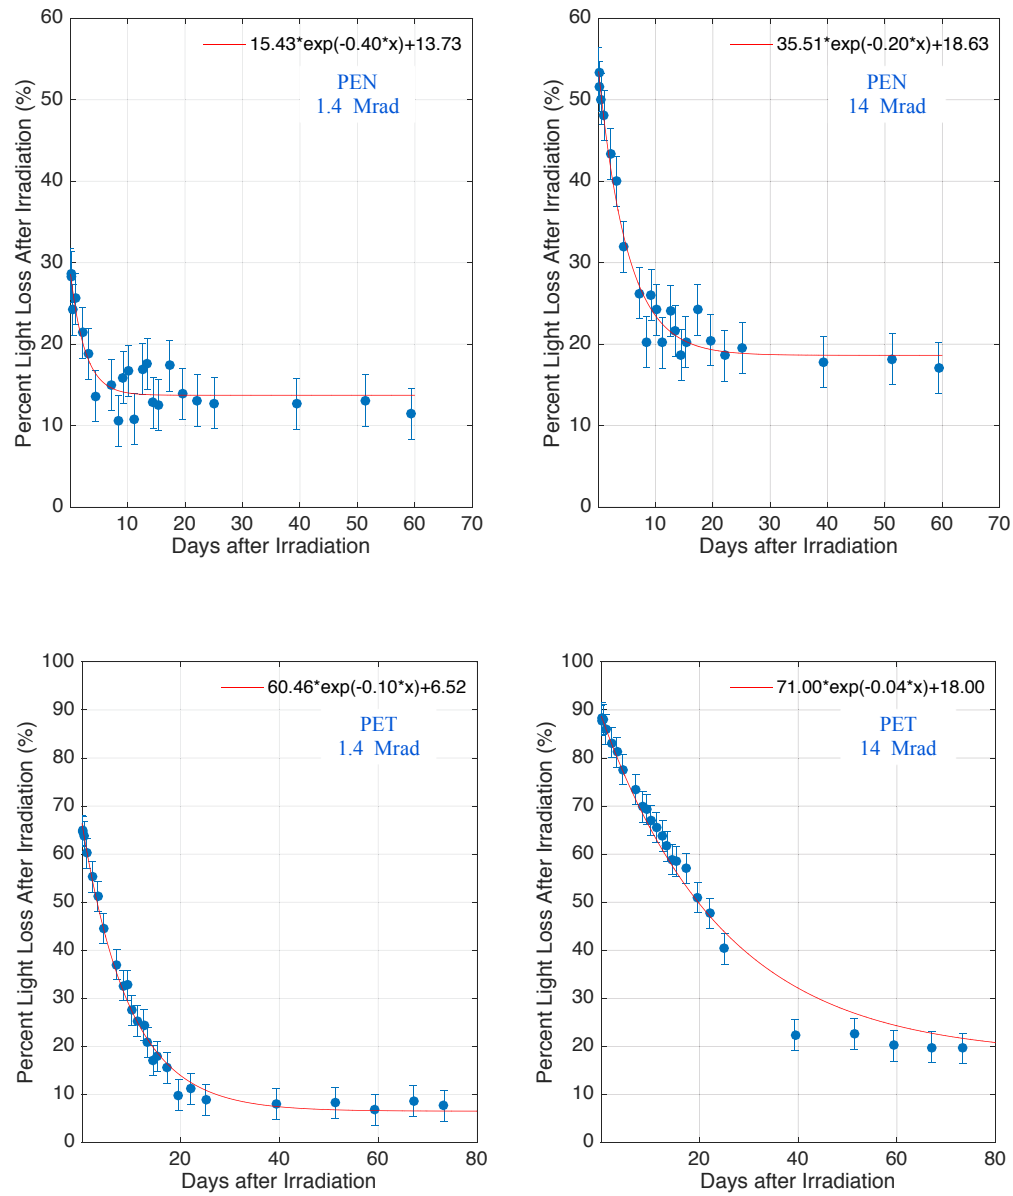 60
50
40
30
20
10
0
10 20 30 40 50 60 70
Percent Light Loss After Irradiation (%)
Days after Irradiation
15.43*exp(-0.40*x)+13.73
PEN
1.4 Mrad
60
50
40
30
20
10
0
10 20 30 40 50 60 70
Percent Light Loss After Irradiation (%)
Days after Irradiation
35.51*exp(-0.20*x)+18.63
PEN
14 Mrad
100
90
80
70
60
50
40
30
20
10
0
20 40 60 80
Percent Light Loss After Irradiation (%)
Days after Irradiation
60.46*exp(-0.10*x)+6.52
PET
1.4 Mrad
100
90
80
70
60
50
40
30
20
10
0
20 40 60 80
Percent Light Loss After Irradiation (%)
Days after Irradiation
71.00*exp(-0.04*x)+18.00
PET
14 Mrad